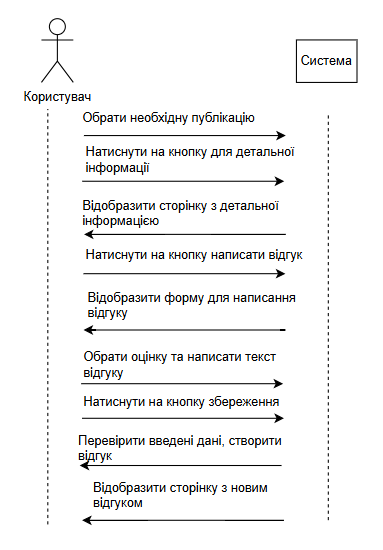 Користувач
Система
Обрати необхідну публікацію
Натиснути на кнопку для детальної
інформації
Відобразити сторінку з детальної
інформацією
Натиснути на кнопку написати відгук
Відобразити форму для написання
відгуку
Обрати оцінку та написати текст
відгуку
Натиснути на кнопку збереження
Перевірити введені дані, створити
відгук
Відобразити сторінку з новим
відгуком